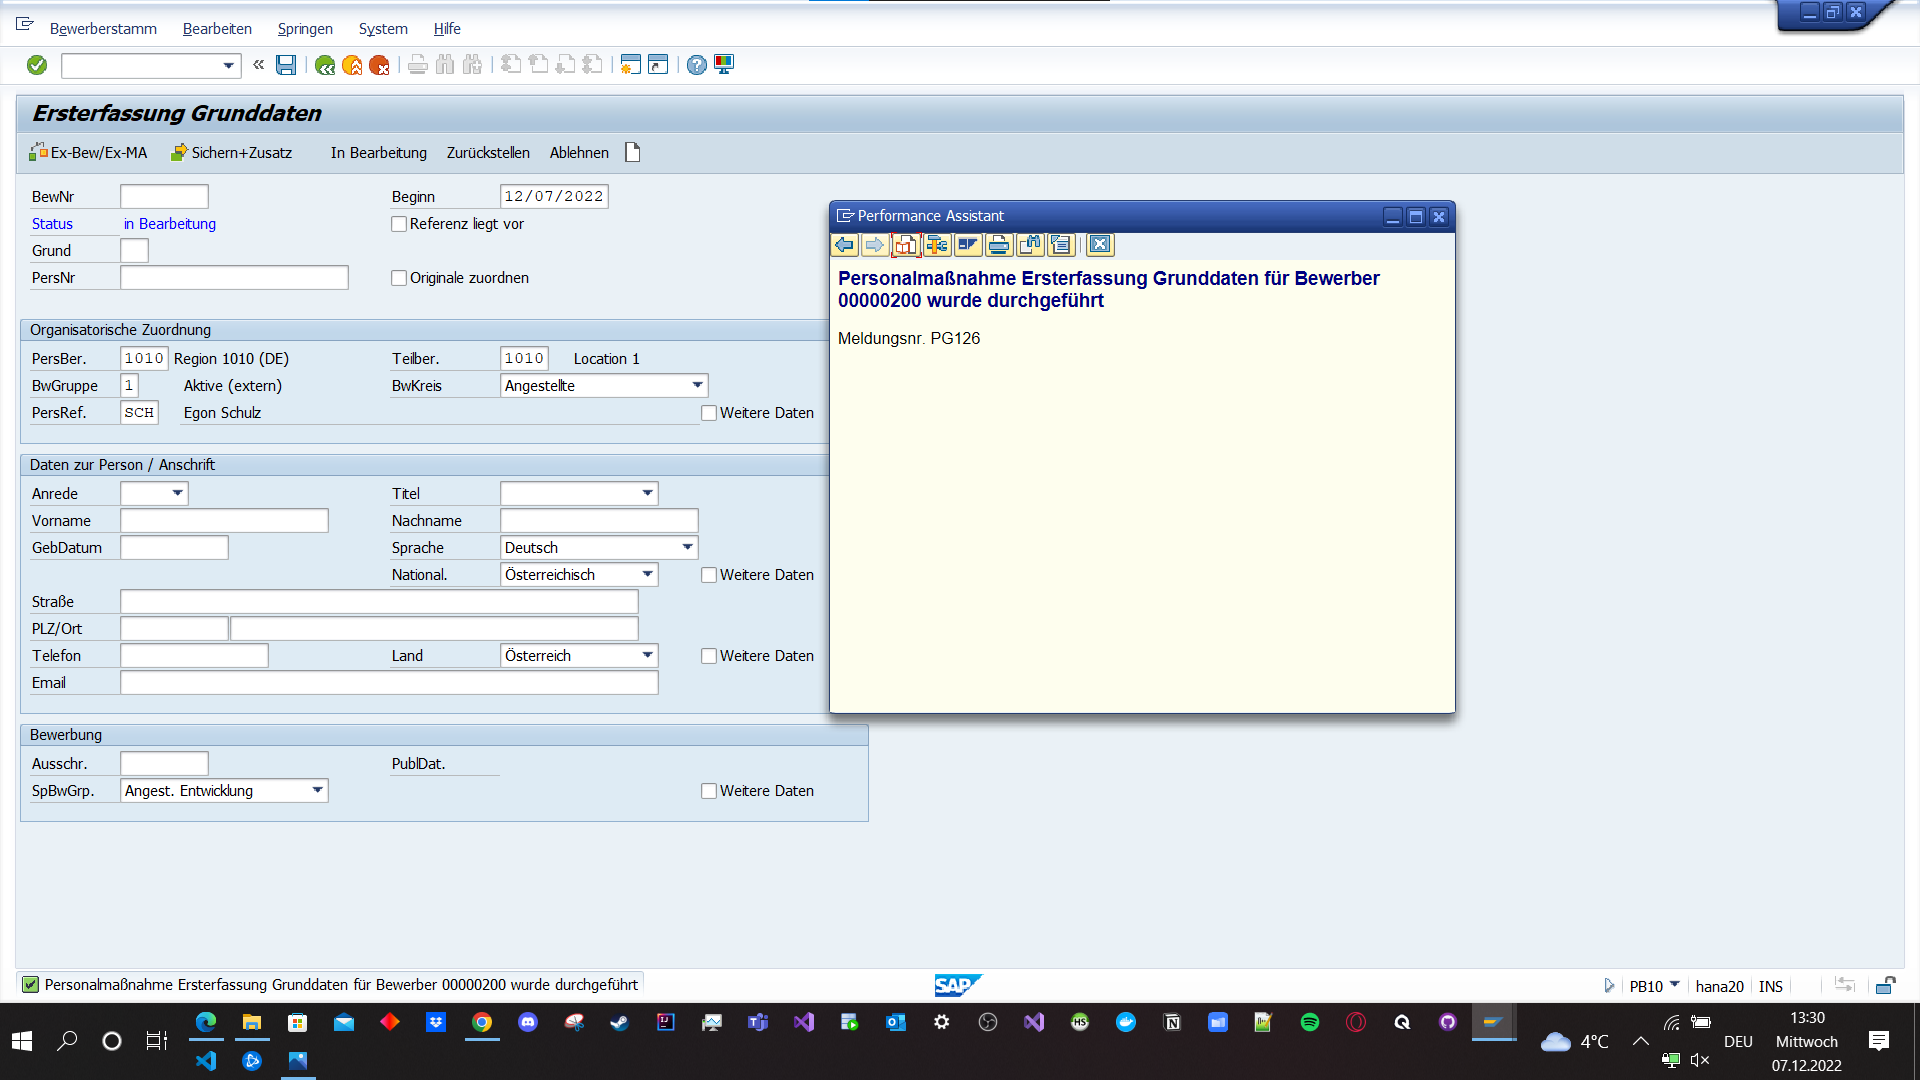 Bewerberstamm Bearbeiten Springen System Hilfe
Ersterfassung Grunddaten
Ex-Bew/Ex-MA Sichern+Zusatz In Bearbeitung Zurückstellen Ablehnen
BewNr Beginn 12/07/2022
Status in Bearbeitung Referenz liegt vor
Grund
PersNr Originale zuordnen
Organisatorische Zuordnung
PersBer. 1010 Region 1010 (DE) Teilber. 1010 Location 1
BwGruppe 1 Aktive (extern) BwKreis Angestellte
PersRef. SCH Egon Schulz Weitere Daten
Daten zur Person / Anschrift
Anrede Titel
Vorname Nachname
GebDatum Sprache Deutsch
National. Österreichisch Weitere Daten
Straße
PLZ/Ort
Telefon Land Österreich Weitere Daten
Email
Bewerbung
Ausschr. PublDat.
SpBwGrp. Angest. Entwicklung Weitere Daten
Performance Assistant
Personalmaßnahme Ersterfassung Grunddaten für Bewerber
00000200 wurde durchgeführt
Meldungsnr. PG126
Personalmaßnahme Ersterfassung Grunddaten für Bewerber 00000200 wurde durchgeführt
SAP
PB10 hana20 INS
4°C
DEU
13:30
Mittwoch
07.12.2022